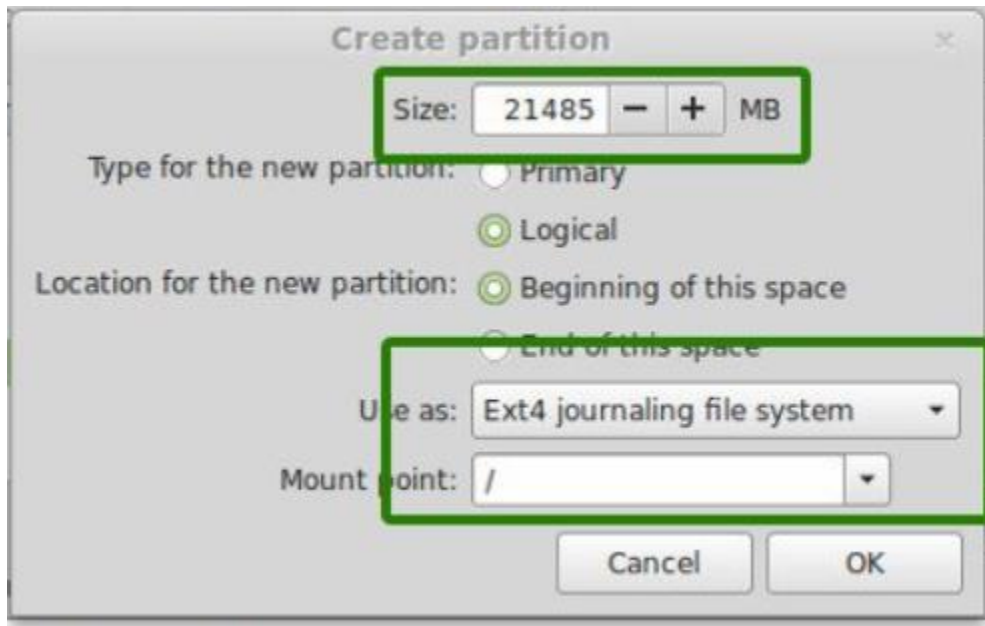 Create partition
Size: 21485 − + MB
Type for the new partition: Primary
Logical
Location for the new partition: Beginning of this space
End of this space
Use as: Ext4 journaling file system
Mount point: /
Cancel OK